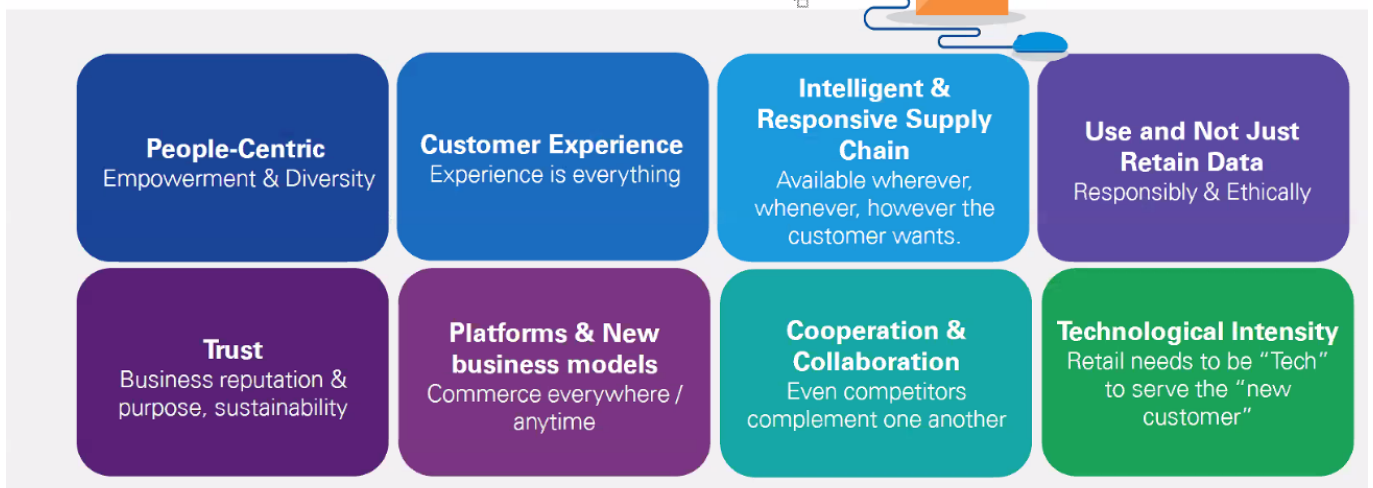 People-Centric
Empowerment & Diversity
Customer Experience
Experience is everything
Intelligent &
Responsive Supply
Chain
Available wherever,
whenever, however the
customer wants.
Use and Not Just
Retain Data
Responsibly & Ethically
Trust
Business reputation &
purpose, sustainability
Platforms & New
business models
Commerce everywhere /
anytime
Cooperation &
Collaboration
Even competitors
complement one another
Technological Intensity
Retail needs to be “Tech”
to serve the “new
customer”